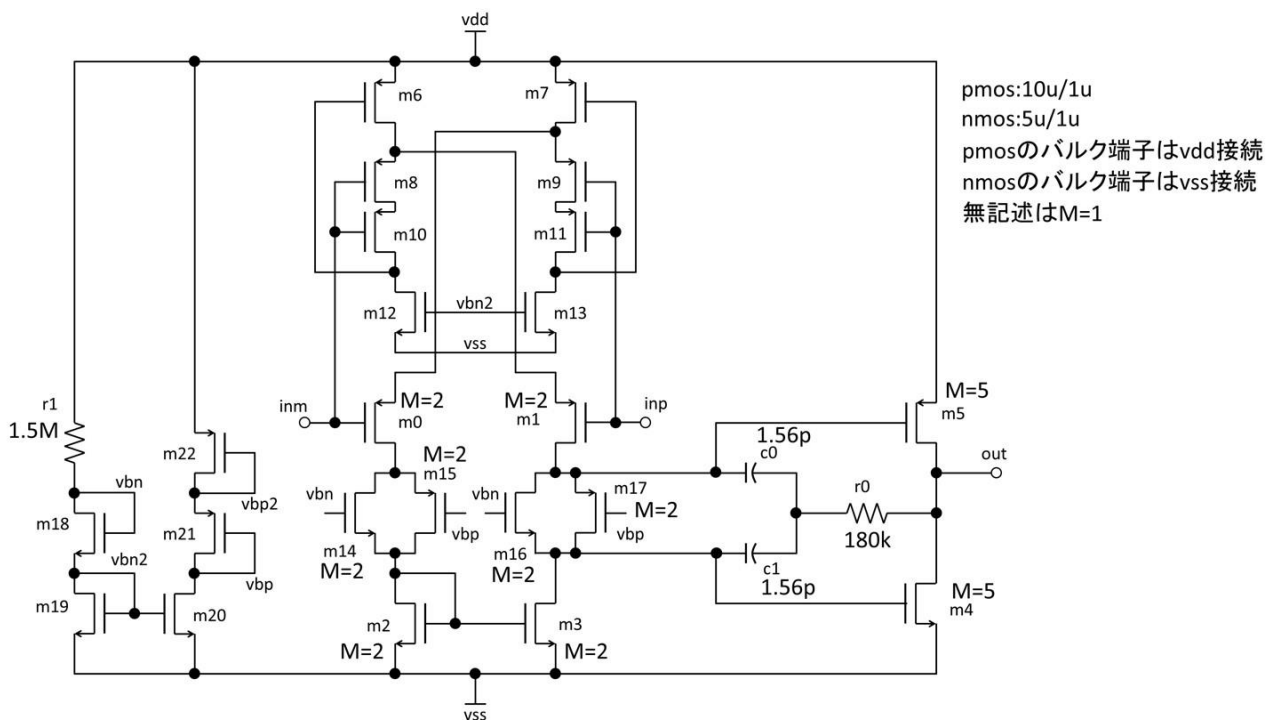 vdd
m6
m7
pmos:10u/1u
nmos:5u/1u
pmosのバルク端子はvdd接続
nmosのバルク端子はvss接続
無記述はM=1
m8
m9
m10
m11
m12
vbn2
m13
vss
r1
1.5M
inm
M=2
m0
M=2
m1
inp
M=5
m5
m22
vbp2
M=2
m15
1.56p
c0
out
vbn
m18
vbn2
m21
vbp
vbn
vbp
m14
M=2
vbn
m17
M=2
vbp
m16
M=2
r0
180k
c1
1.56p
m19
m20
m2
M=2
m3
M=2
M=5
m4
vss